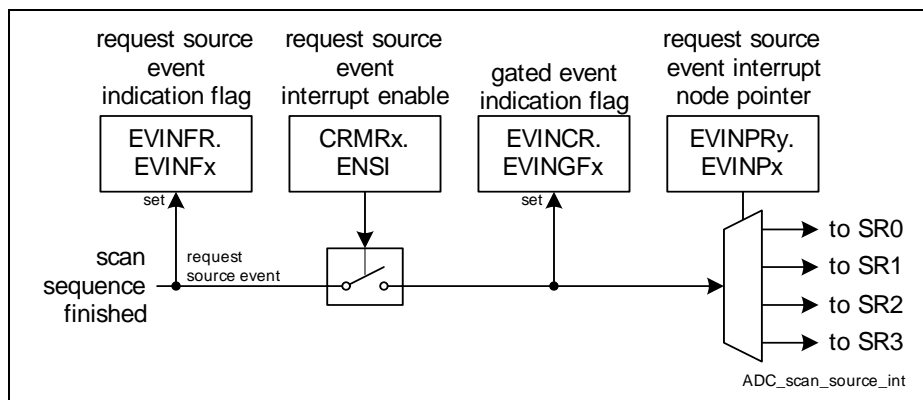 request source
event
indication flag
request source
event
interrupt enable
gated event
indication flag
request source
event interrupt
node pointer
EVINFR.
EVINFx
CRMRx.
ENSI
EVINCR.
EVINGFx
EVINPRy.
EVINPx
set
set
scan
sequence
finished
request
source event
to SR0
to SR1
to SR2
to SR3
ADC_scan_source_int